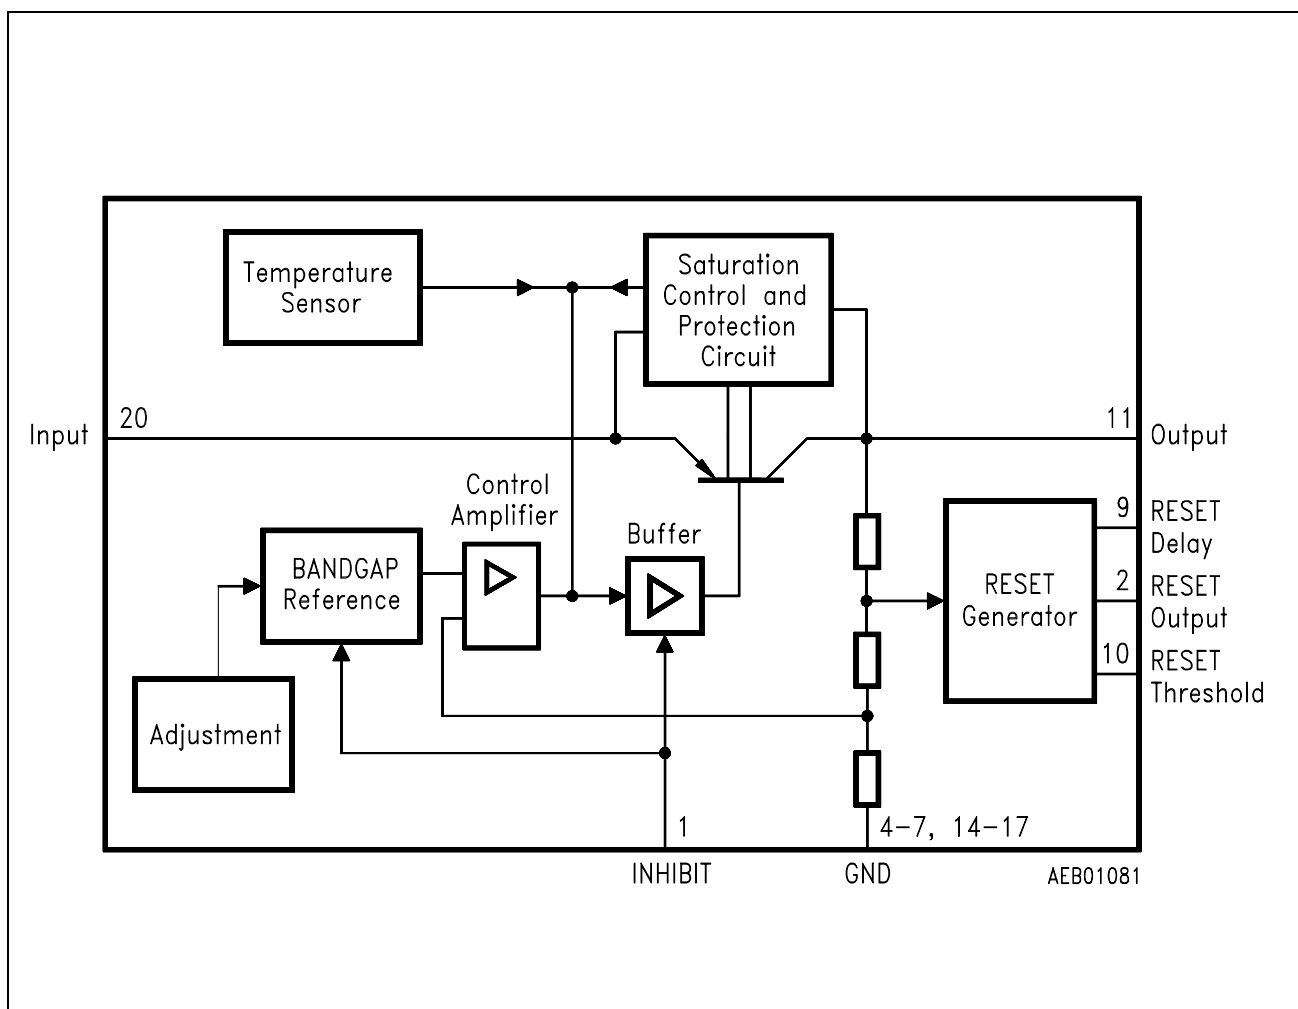 Temperature
Sensor
Saturation
Control and
Protection
Circuit
Input
20
11
Output
Control
Amplifier
Buffer
BANDGAP
Reference
RESET
Generator
9
RESET
Delay
2
RESET
Output
10
RESET
Threshold
Adjustment
1
4-7, 14-17
INHIBIT
GND
AEB01081